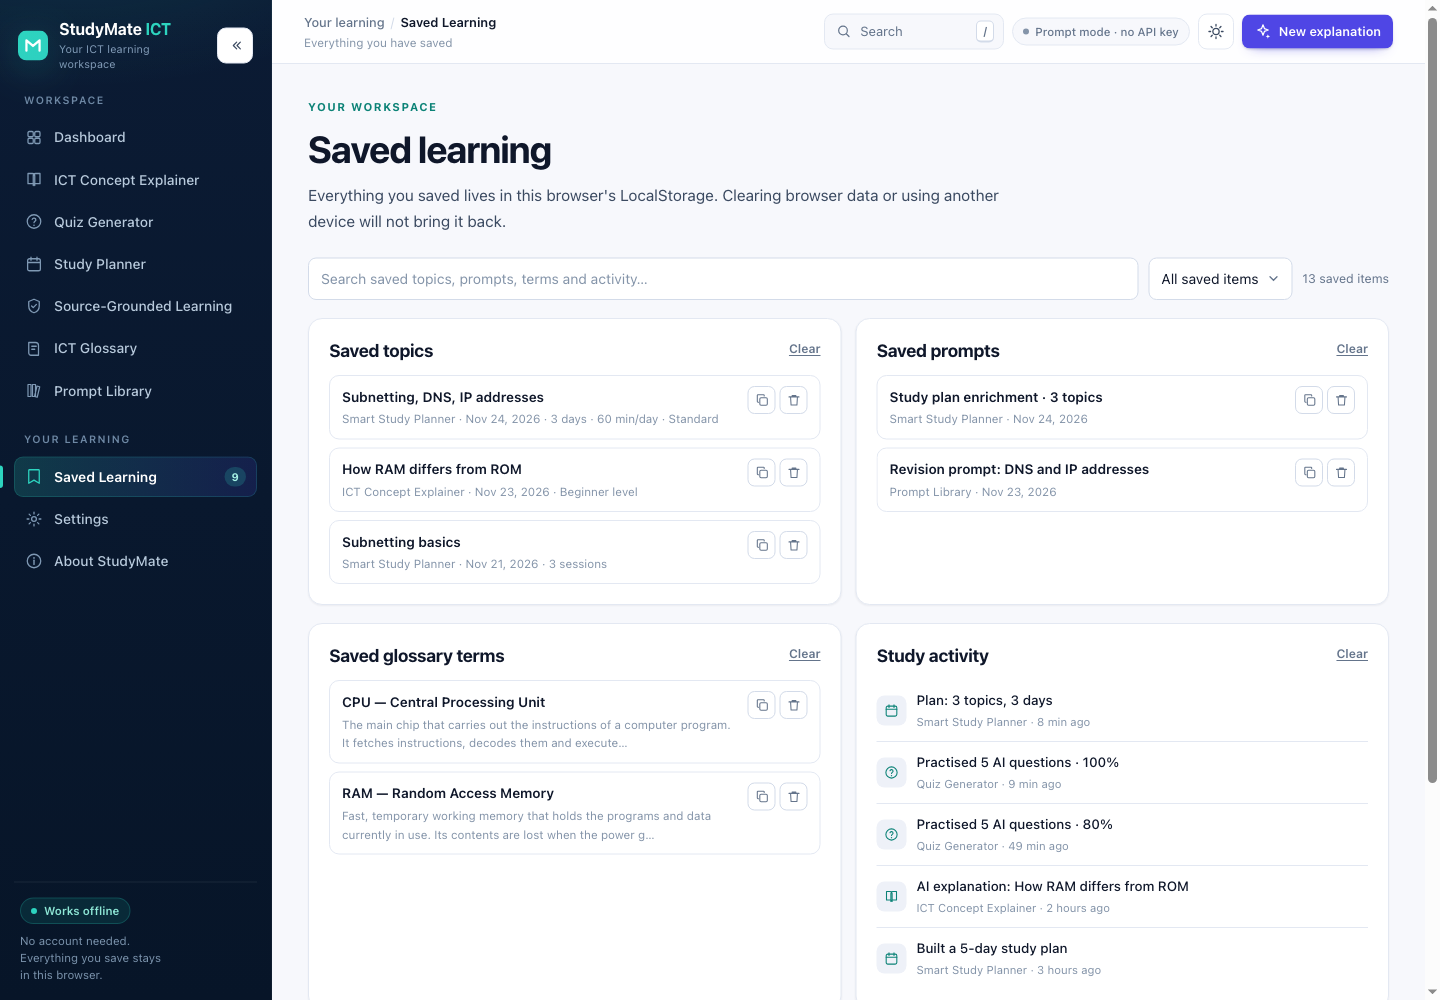 StudyMate ICT
Your ICT learning
workspace
WORKSPACE
Dashboard
ICT Concept Explainer
Quiz Generator
Study Planner
Source-Grounded Learning
ICT Glossary
Prompt Library
YOUR LEARNING
Saved Learning 9
Settings
About StudyMate
Works offline
No account needed.
Everything you save stays
in this browser.
Your learning / Saved Learning
Everything you have saved
Search /
Prompt mode · no API key
New explanation
YOUR WORKSPACE
Saved learning
Everything you saved lives in this browser's LocalStorage. Clearing browser data or using another
device will not bring it back.
Search saved topics, prompts, terms and activity...
All saved items
13 saved items
Saved topics
Clear
Subnetting, DNS, IP addresses
Smart Study Planner · Nov 24, 2026 · 3 days · 60 min/day · Standard
How RAM differs from ROM
ICT Concept Explainer · Nov 23, 2026 · Beginner level
Subnetting basics
Smart Study Planner · Nov 21, 2026 · 3 sessions
Saved prompts
Clear
Study plan enrichment · 3 topics
Smart Study Planner · Nov 24, 2026
Revision prompt: DNS and IP addresses
Prompt Library · Nov 23, 2026
Saved glossary terms
Clear
CPU — Central Processing Unit
The main chip that carries out the instructions of a computer program.
It fetches instructions, decodes them and execute...
RAM — Random Access Memory
Fast, temporary working memory that holds the programs and data
currently in use. Its contents are lost when the power g...
Study activity
Clear
Plan: 3 topics, 3 days
Smart Study Planner · 8 min ago
Practised 5 AI questions · 100%
Quiz Generator · 9 min ago
Practised 5 AI questions · 80%
Quiz Generator · 49 min ago
AI explanation: How RAM differs from ROM
ICT Concept Explainer · 2 hours ago
Built a 5-day study plan
Smart Study Planner · 3 hours ago